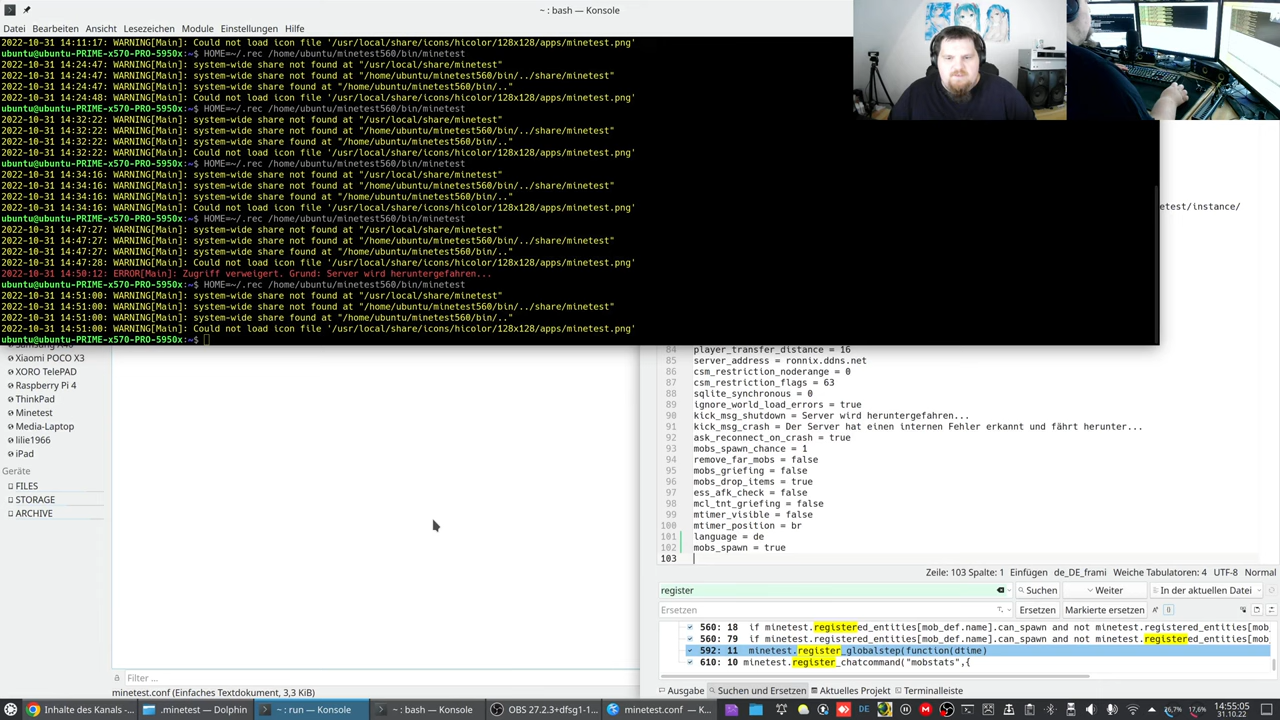 ~ : bash — Konsole
Datei Bearbeiten Ansicht Lesezeichen Module Einstellungen Hilfe
2022-10-31 14:11:17: WARNING[Main]: Could not load icon file '/usr/local/share/icons/hicolor/128x128/apps/minetest.png'
ubuntu@ubuntu-PRIME-x570-PRO-5950x:~$ HOME=~/.rec /home/ubuntu/minetest560/bin/minetest
2022-10-31 14:24:47: WARNING[Main]: system-wide share not found at "/usr/local/share/minetest"
2022-10-31 14:24:47: WARNING[Main]: system-wide share not found at "/home/ubuntu/minetest560/bin/../share/minetest"
2022-10-31 14:24:47: WARNING[Main]: system-wide share found at "/home/ubuntu/minetest560/bin/.."
2022-10-31 14:24:48: WARNING[Main]: Could not load icon file '/usr/local/share/icons/hicolor/128x128/apps/minetest.png'
ubuntu@ubuntu-PRIME-x570-PRO-5950x:~$ HOME=~/.rec /home/ubuntu/minetest560/bin/minetest
2022-10-31 14:32:22: WARNING[Main]: system-wide share not found at "/usr/local/share/minetest"
2022-10-31 14:32:22: WARNING[Main]: system-wide share not found at "/home/ubuntu/minetest560/bin/../share/minetest"
2022-10-31 14:32:22: WARNING[Main]: system-wide share found at "/home/ubuntu/minetest560/bin/.."
2022-10-31 14:32:22: WARNING[Main]: Could not load icon file '/usr/local/share/icons/hicolor/128x128/apps/minetest.png'
ubuntu@ubuntu-PRIME-x570-PRO-5950x:~$ HOME=~/.rec /home/ubuntu/minetest560/bin/minetest
2022-10-31 14:34:16: WARNING[Main]: system-wide share not found at "/usr/local/share/minetest"
2022-10-31 14:34:16: WARNING[Main]: system-wide share not found at "/home/ubuntu/minetest560/bin/../share/minetest"
2022-10-31 14:34:16: WARNING[Main]: system-wide share found at "/home/ubuntu/minetest560/bin/.."
2022-10-31 14:34:16: WARNING[Main]: Could not load icon file '/usr/local/share/icons/hicolor/128x128/apps/minetest.png'
ubuntu@ubuntu-PRIME-x570-PRO-5950x:~$ HOME=~/.rec /home/ubuntu/minetest560/bin/minetest
2022-10-31 14:47:27: WARNING[Main]: system-wide share not found at "/usr/local/share/minetest"
2022-10-31 14:47:27: WARNING[Main]: system-wide share not found at "/home/ubuntu/minetest560/bin/../share/minetest"
2022-10-31 14:47:27: WARNING[Main]: system-wide share found at "/home/ubuntu/minetest560/bin/.."
2022-10-31 14:47:28: WARNING[Main]: Could not load icon file '/usr/local/share/icons/hicolor/128x128/apps/minetest.png'
2022-10-31 14:50:12: ERROR[Main]: Zugriff verweigert. Grund: Server wird heruntergefahren...
ubuntu@ubuntu-PRIME-x570-PRO-5950x:~$ HOME=~/.rec /home/ubuntu/minetest560/bin/minetest
2022-10-31 14:51:00: WARNING[Main]: system-wide share not found at "/usr/local/share/minetest"
2022-10-31 14:51:00: WARNING[Main]: system-wide share not found at "/home/ubuntu/minetest560/bin/../share/minetest"
2022-10-31 14:51:00: WARNING[Main]: system-wide share found at "/home/ubuntu/minetest560/bin/.."
2022-10-31 14:51:00: WARNING[Main]: Could not load icon file '/usr/local/share/icons/hicolor/128x128/apps/minetest.png'
ubuntu@ubuntu-PRIME-x570-PRO-5950x:~$
etest/instance/
Xiaomi POCO X3
XORO TelePAD
Raspberry Pi 4
ThinkPad
Minetest
Media-Laptop
lilie1966
iPad
Geräte
FILES
STORAGE
ARCHIVE
Filter ...
minetest.conf (Einfaches Textdokument, 3,3 KiB)
84 player_transfer_distance = 16
85 server_address = ronnix.ddns.net
86 csm_restriction_noderange = 0
87 csm_restriction_flags = 63
88 sqlite_synchronous = 0
89 ignore_world_load_errors = true
90 kick_msg_shutdown = Server wird heruntergefahren...
91 kick_msg_crash = Der Server hat einen internen Fehler erkannt und fährt herunter...
92 ask_reconnect_on_crash = true
93 mobs_spawn_chance = 1
94 remove_far_mobs = false
95 mobs_griefing = false
96 mobs_drop_items = true
97 ess_afk_check = false
98 mcl_tnt_griefing = false
99 mtimer_visible = false
100 mtimer_position = br
101 language = de
102 mobs_spawn = true
103
Zeile: 103 Spalte: 1 Einfügen de_DE_frami Weiche Tabulatoren: 4 UTF-8 Normal
register Suchen Weiter In der aktuellen Datei
Ersetzen Ersetzen Markierte ersetzen
560: 18 if minetest.registered_entities[mob_def.name].can_spawn and not minetest.registered_entities[mob_
560: 79 if minetest.registered_entities[mob_def.name].can_spawn and not minetest.registered_entities[mob_
592: 11 minetest.register_globalstep(function(dtime)
610: 10 minetest.register_chatcommand("mobstats",{
Ausgabe Suchen und Ersetzen Aktuelles Projekt Terminalleiste
Inhalte des Kanals -... .minetest — Dolphin ~ : run — Konsole ~ : bash — Konsole OBS 27.2.3+dfsg1-1... minetest.conf — K... DE 36,7% 17,6% 14:55:05
31.10.22